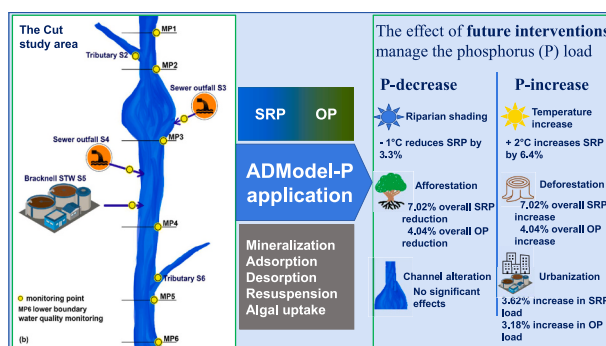 The Cut
study area
MP1
Tributary S2
MP2
Sewer outfall S3
MP3
Sewer outfall S4
Bracknell STW S5
MP4
Tributary S6
monitoring point
MP5
MP6 lower boundary
water quality monitoring
(b)
MP6
SRP OP
ADModel-P
application
Mineralization
Adsorption
Desorption
Resuspension
Algal uptake
The effect of future interventions
manage the phosphorus (P) load
P-decrease
Riparian shading
- 1°C reduces SRP by
3.3%
Afforestation
7.02% overall SRP
reduction
4.04% overall OP
reduction
Channel alteration
No significant
effects
P-increase
Temperature
increase
+ 2°C increases SRP
by 6.4%
Deforestation
7.02% overall SRP
increase
4.04% overall OP
increase
Urbanization
3.62% increase in SRP
load
3.18% increase in OP
load